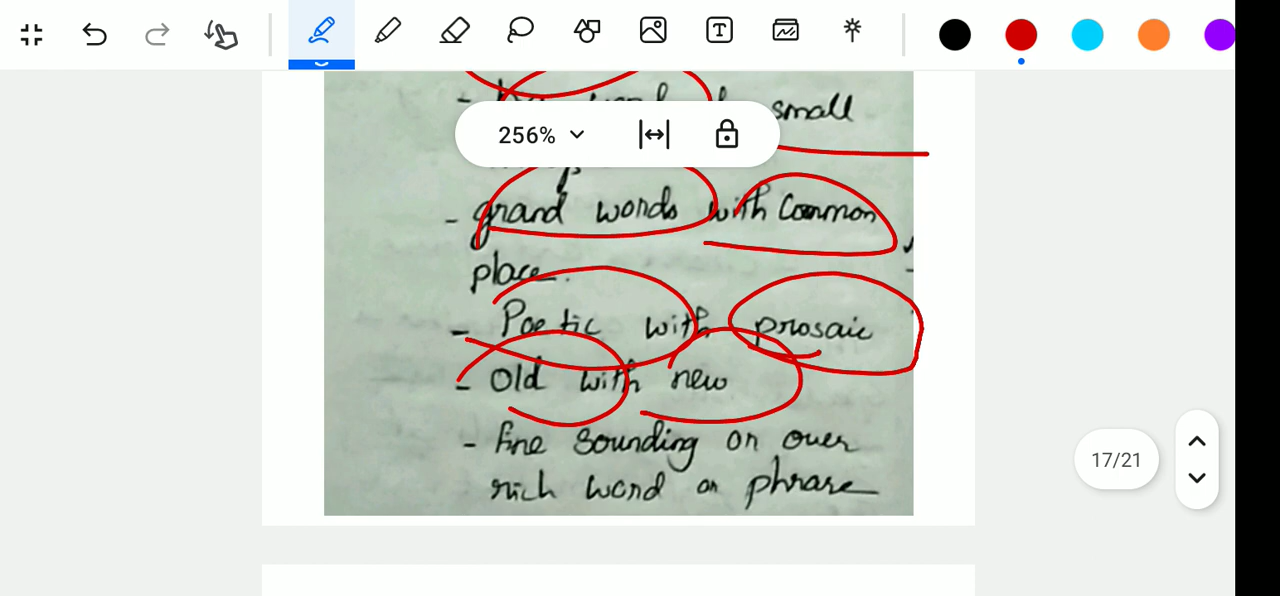 256%
small
- grand words with Common
place.
- Poetic with prosaic
- Old with new
- fine sounding or over
rich word or phrase
17/21